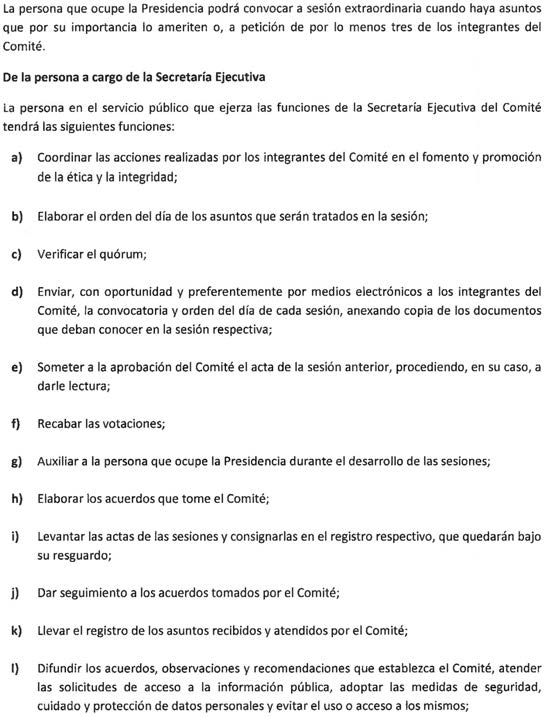 La persona que ocupe la Presidencia podrá convocar a sesión extraordinaria cuando haya asuntos
que por su importancia lo ameriten o, a petición de por lo menos tres de los integrantes del
Comité.
De la persona a cargo de la Secretaría Ejecutiva
La persona en el servicio público que ejerza las funciones de la Secretaría Ejecutiva del Comité
tendrá las siguientes funciones:
a) Coordinar las acciones realizadas por los integrantes del Comité en el fomento y promoción
de la ética y la integridad;
b) Elaborar el orden del día de los asuntos que serán tratados en la sesión;
c) Verificar el quórum;
d) Enviar, con oportunidad y preferentemente por medios electrónicos a los integrantes del
Comité, la convocatoria y orden del día de cada sesión, anexando copia de los documentos
que deban conocer en la sesión respectiva;
e) Someter a la aprobación del Comité el acta de la sesión anterior, procediendo, en su caso, a
darle lectura;
f) Recabar las votaciones;
g) Auxiliar a la persona que ocupe la Presidencia durante el desarrollo de las sesiones;
h) Elaborar los acuerdos que tome el Comité;
i) Levantar las actas de las sesiones y consignarlas en el registro respectivo, que quedarán bajo
su resguardo;
j) Dar seguimiento a los acuerdos tomados por el Comité;
k) Llevar el registro de los asuntos recibidos y atendidos por el Comité;
l) Difundir los acuerdos, observaciones y recomendaciones que establezca el Comité, atender
las solicitudes de acceso a la información pública, adoptar las medidas de seguridad,
cuidado y protección de datos personales y evitar el uso o acceso a los mismos;